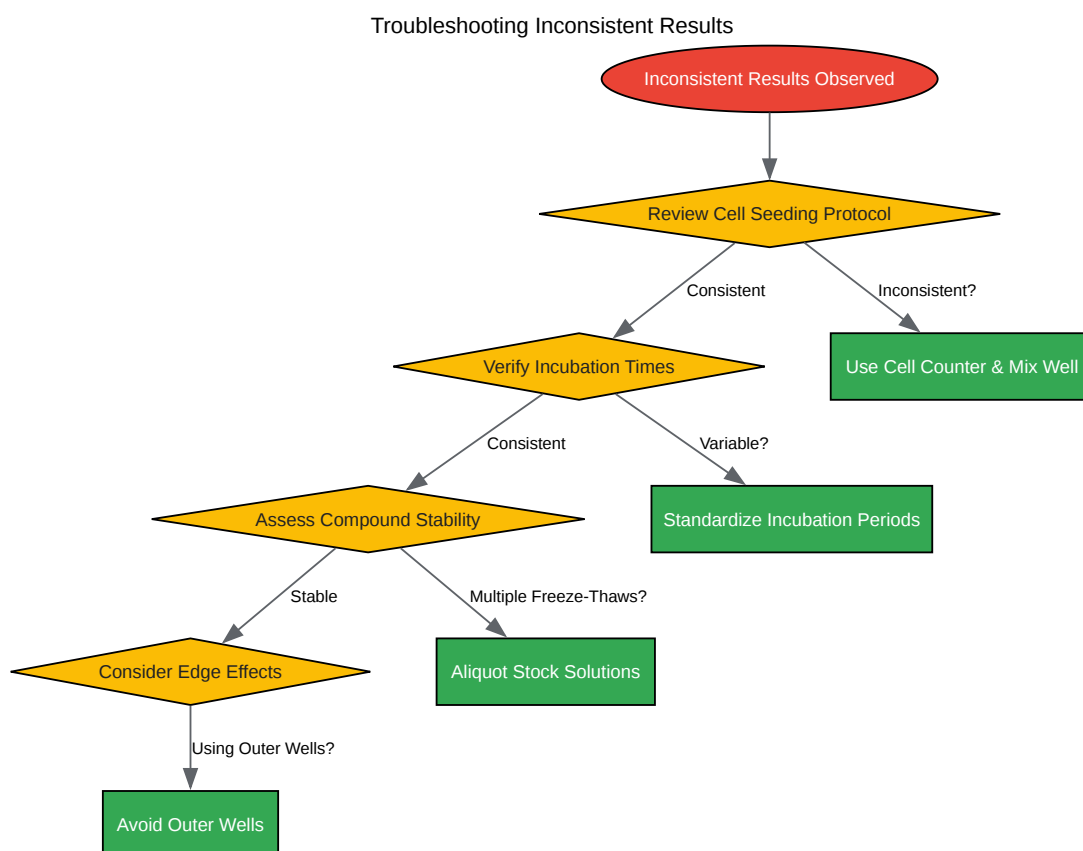 Troubleshooting Inconsistent Results
Inconsistent Results Observed
Review Cell Seeding Protocol
Consistent
Inconsistent?
Verify Incubation Times
Use Cell Counter & Mix Well
Consistent
Variable?
Assess Compound Stability
Standardize Incubation Periods
Stable
Multiple Freeze-Thaws?
Consider Edge Effects
Aliquot Stock Solutions
Using Outer Wells?
Avoid Outer Wells